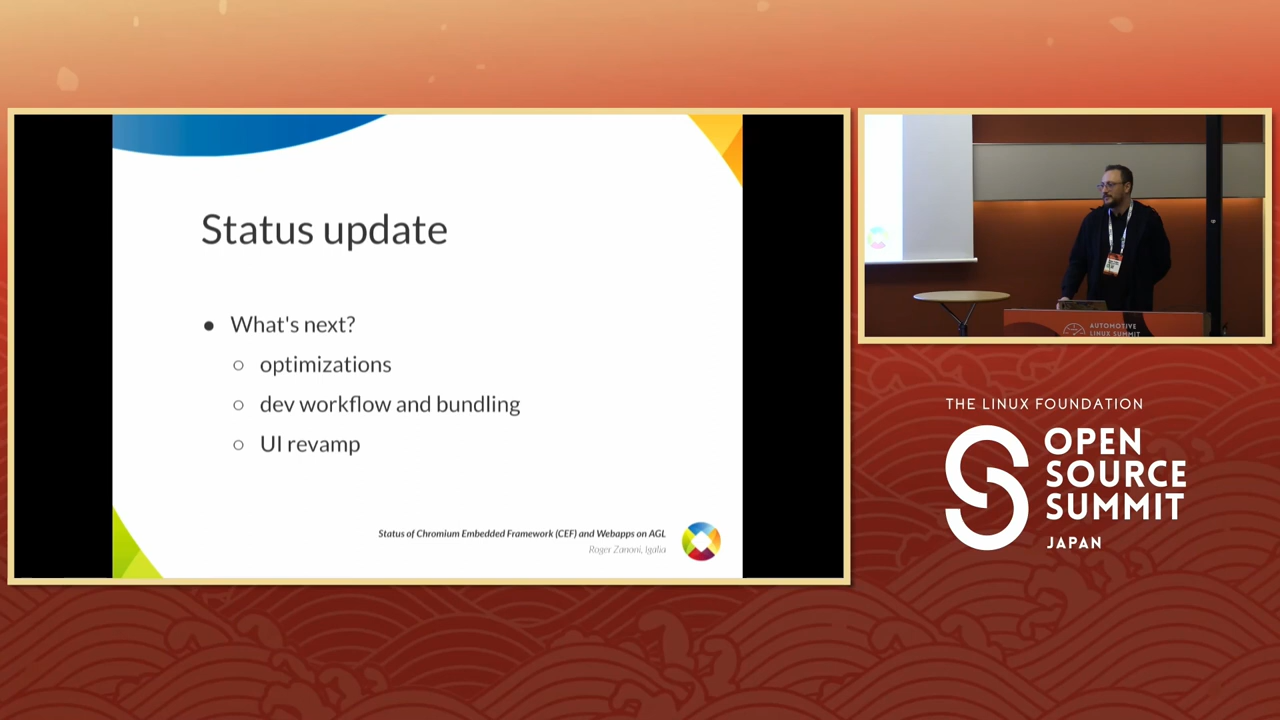 Status update
● What's next?
○ optimizations
○ dev workflow and bundling
○ UI revamp
Status of Chromium Embedded Framework (CEF) and Webapps on AGL
Roger Zanoni, Igalia
AUTOMOTIVE
LINUX SUMMIT
THE LINUX FOUNDATION
OPEN
SOURCE
SUMMIT
JAPAN